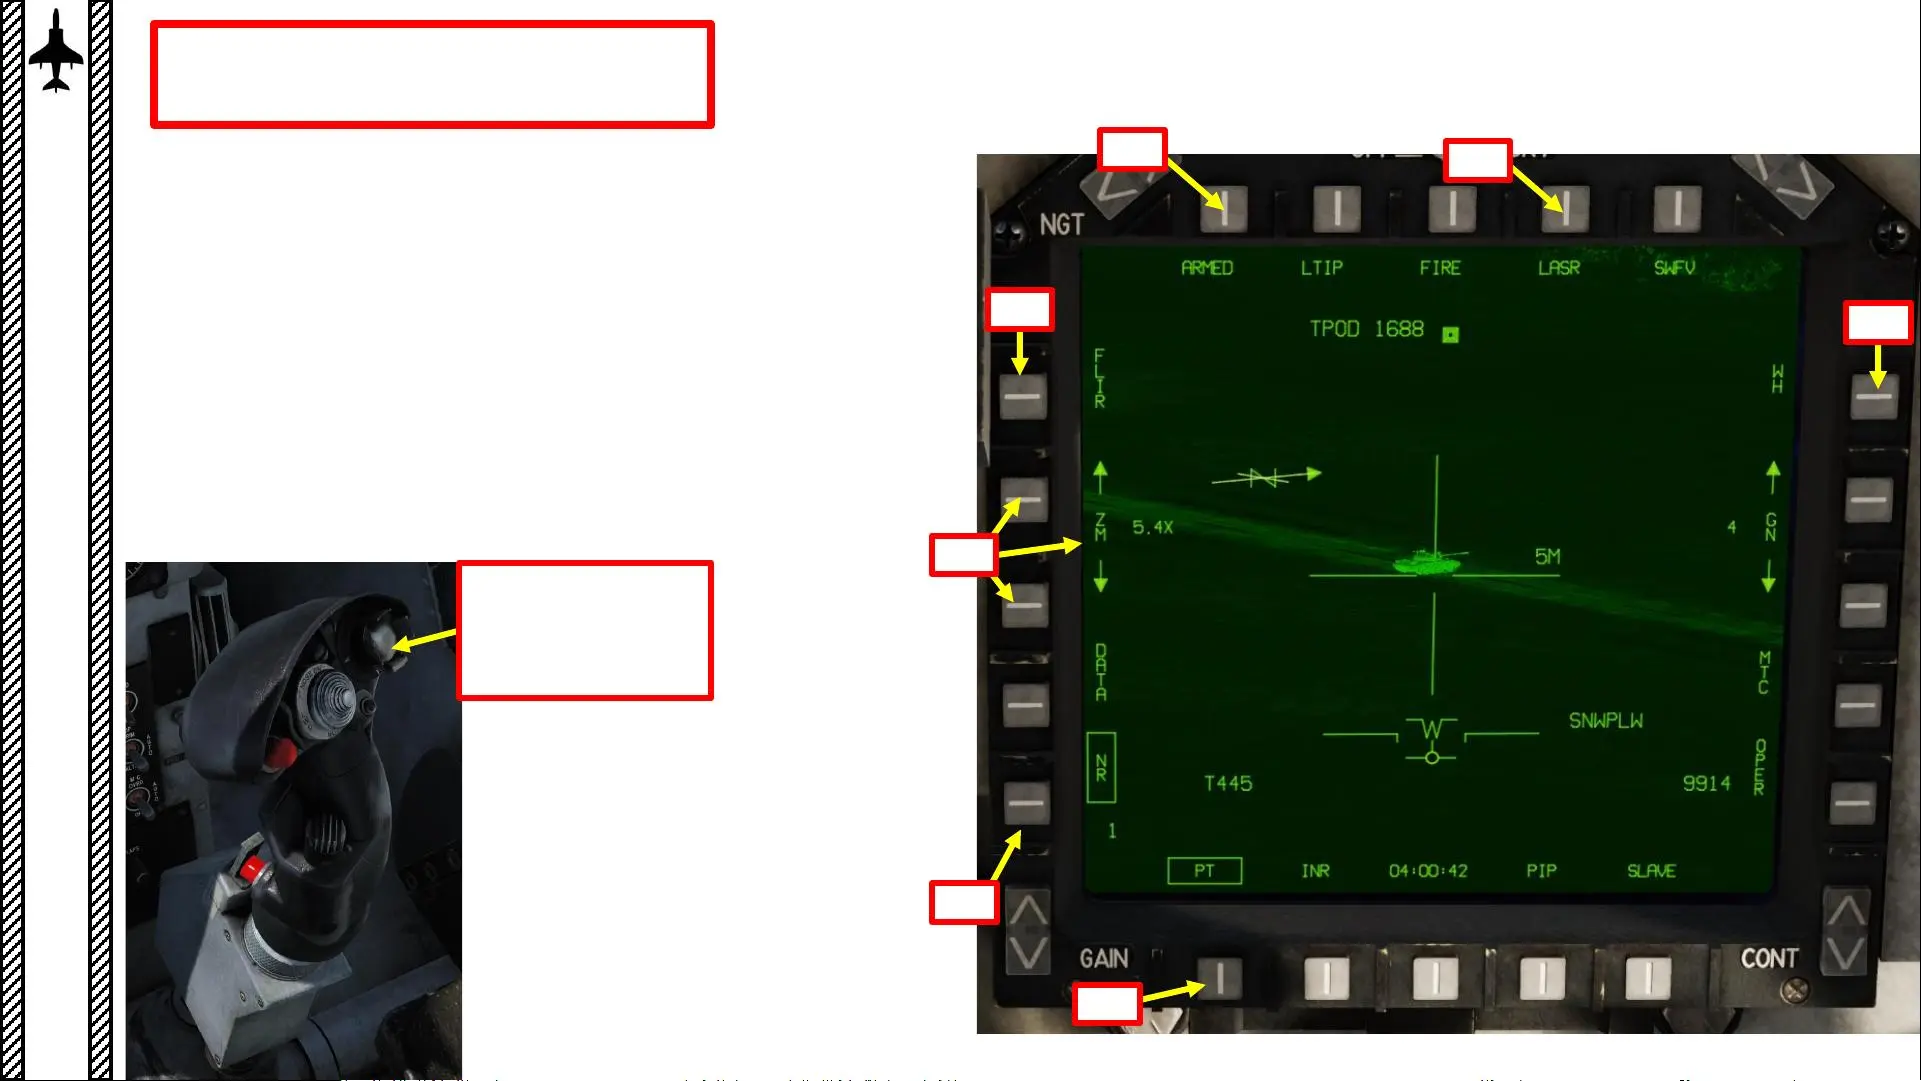 NGT
ARMED LTIP FIRE LASR SWFV
TPOD 1688
FLIR
WH
ZM
5.4X
4
GN
5M
DATA
MTC
SNWPLW
W
NR
OPER
T445
9914
1
PT INR 04:00:42 PIP SLAVE
GAIN
CONT